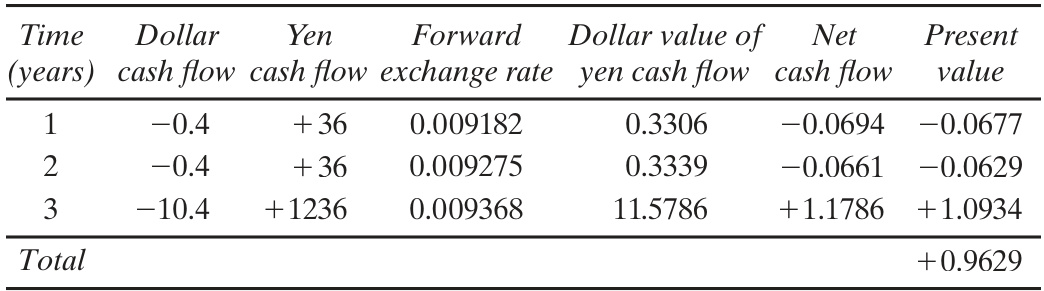 Time Dollar Yen Forward Dollar value of Net Present
(years) cash flow cash flow exchange rate yen cash flow cash flow value
1 −0.4 +36 0.009182 0.3306 −0.0694 −0.0677
2 −0.4 +36 0.009275 0.3339 −0.0661 −0.0629
3 −10.4 +1236 0.009368 11.5786 +1.1786 +1.0934
Total +0.9629